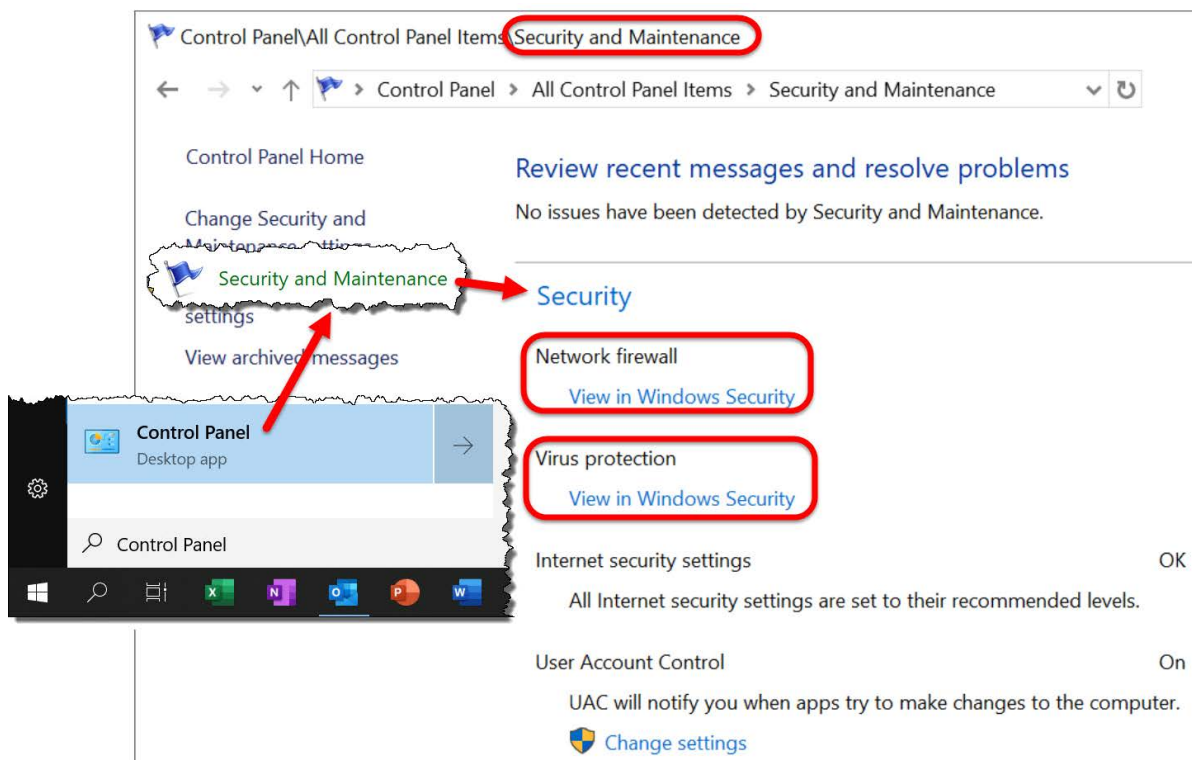 Control Panel\All Control Panel Items\Security and Maintenance
Control Panel > All Control Panel Items > Security and Maintenance
Control Panel Home
Change Security and
Maintenance settings
Security and Maintenance
settings
View archived messages
Control Panel
Desktop app
Control Panel
Review recent messages and resolve problems
No issues have been detected by Security and Maintenance.
Security
Network firewall
View in Windows Security
Virus protection
View in Windows Security
Internet security settings OK
All Internet security settings are set to their recommended levels.
User Account Control On
UAC will notify you when apps try to make changes to the computer.
Change settings